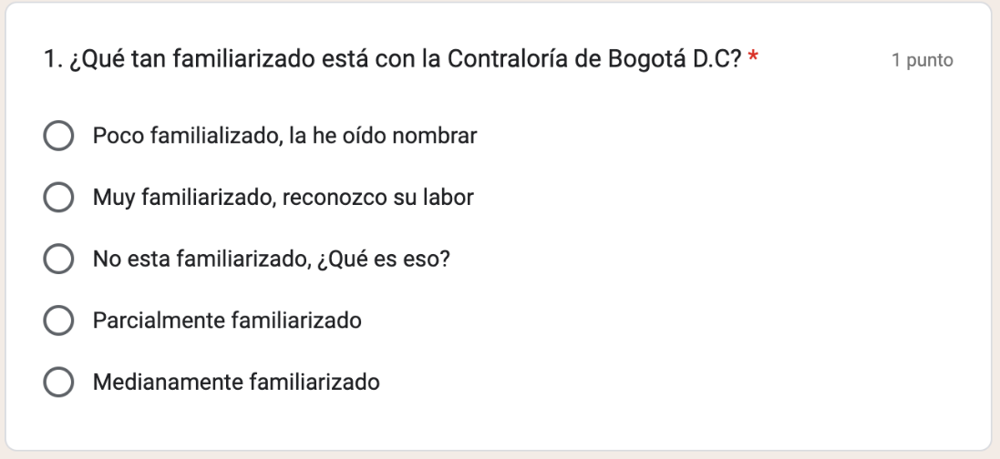 1. ¿Qué tan familiarizado está con la Contraloría de Bogotá D.C? * 1 punto
Poco familializado, la he oído nombrar
Muy familiarizado, reconozco su labor
No esta familiarizado, ¿Qué es eso?
Parcialmente familiarizado
Medianamente familiarizado